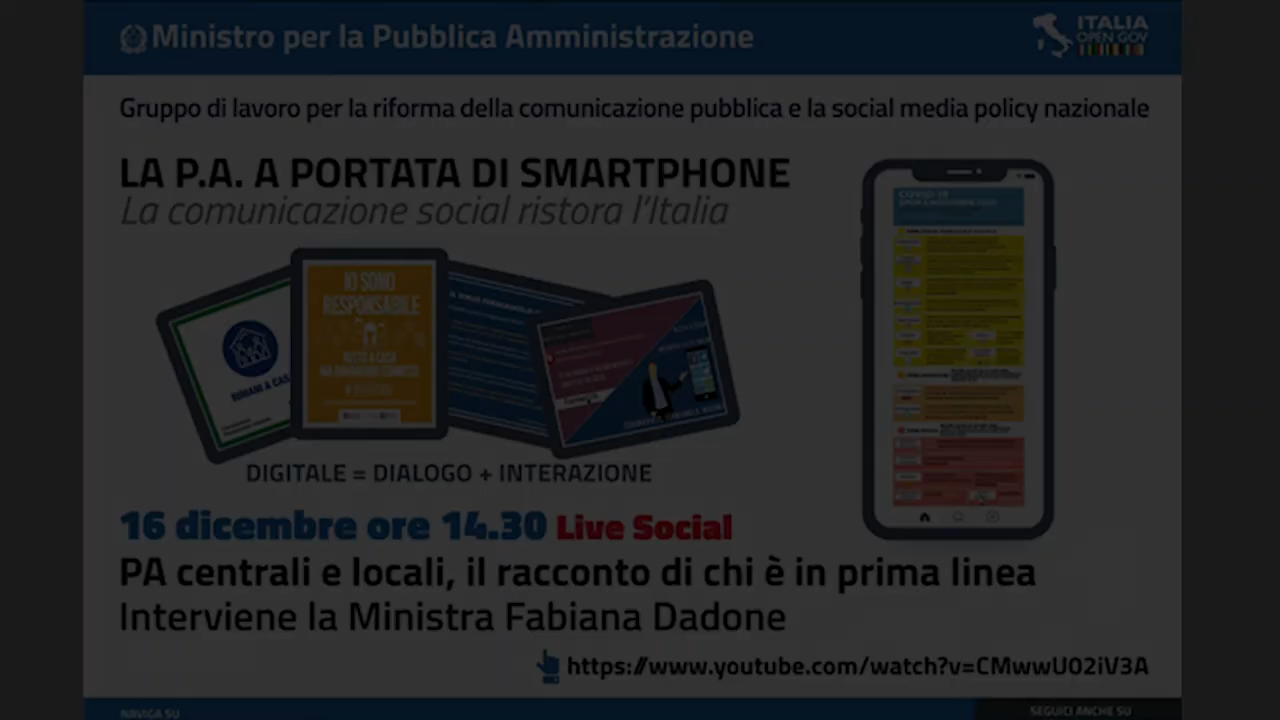 Ministro per la Pubblica Amministrazione
ITALIA
OPEN GOV
Gruppo di lavoro per la riforma della comunicazione pubblica e la social media policy nazionale
LA P.A. A PORTATA DI SMARTPHONE
La comunicazione social ristora l'Italia
COVID-19
IO SONO
RESPONSABILE
DIGITALE = DIALOGO + INTERAZIONE
16 dicembre ore 14.30 Live Social
PA centrali e locali, il racconto di chi è in prima linea
Interviene la Ministra Fabiana Dadone
https://www.youtube.com/watch?v=CMwwU02iV3A
NAVIGA SU
SEGUICI ANCHE SU